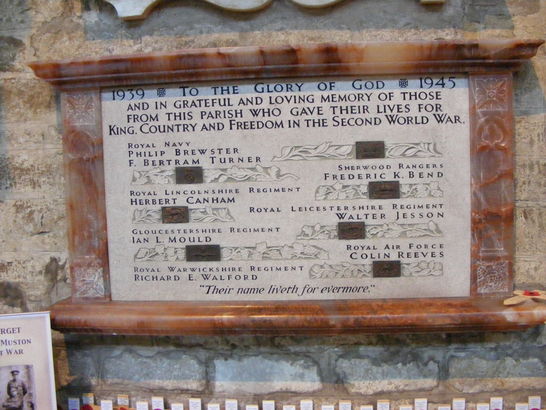 1939 ❋ To the Glory of God ❋ 1945
and in grateful and loving memory of those
from this parish who gave their lives for
King, Country and Freedom in the Second World War.
Royal Navy
Philip Brewster
F. Bertram Turner
Sherwood Rangers
Frederic K. Bend
Royal Lincolnshire Regiment
Herbert Canham
Royal Leicestershire Regiment
Walter Jesson
Gloucestershire Regiment
Ian L. Mould
Royal Air Force
Colin Reeves
Royal Warwickshire Regiment
Richard E. Walford
"Their name liveth for evermore."
RGET
Muston
t War